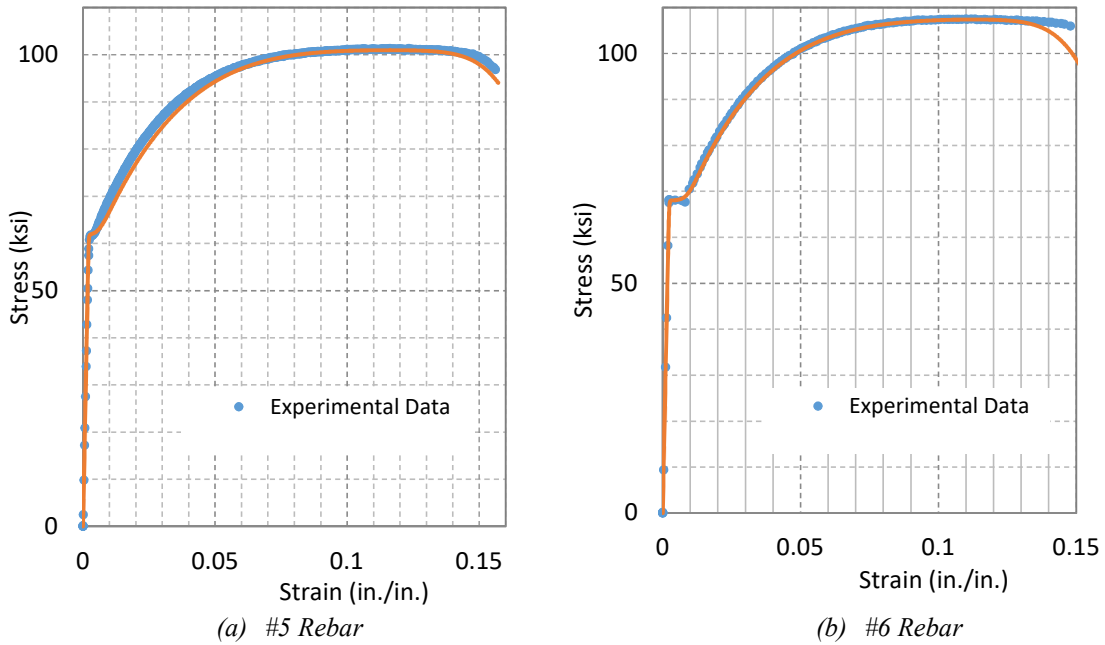 100
50
0
Stress (ksi)
Experimental Data
0
0.05
0.1
0.15
Strain (in./in.)
(a) #5 Rebar
100
50
0
Stress (ksi)
Experimental Data
0
0.05
0.1
0.15
Strain (in./in.)
(b) #6 Rebar